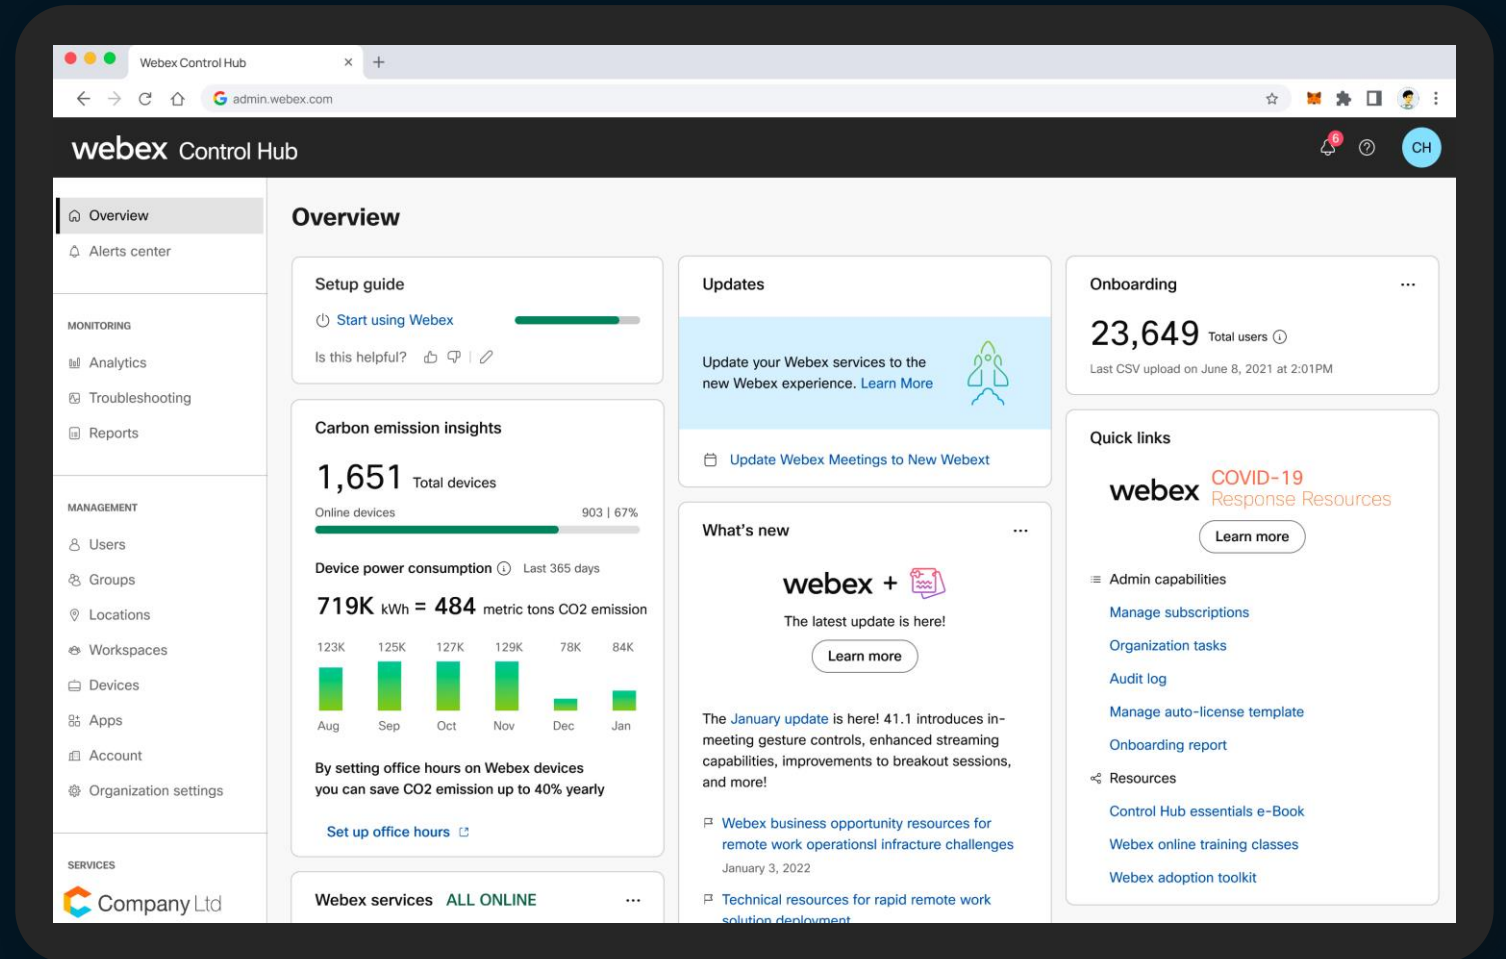 Webex Control Hub
admin.webex.com
webex Control Hub
6
CH
Overview
Alerts center
MONITORING
Analytics
Troubleshooting
Reports
MANAGEMENT
Users
Groups
Locations
Workspaces
Devices
Apps
Account
Organization settings
SERVICES
Company Ltd
Overview
Setup guide
Start using Webex
Is this helpful?
Carbon emission insights
1,651 Total devices
Online devices 903 | 67%
Device power consumption Last 365 days
719K kWh = 484 metric tons CO2 emission
123K 125K 127K 129K 78K 84K
Aug Sep Oct Nov Dec Jan
By setting office hours on Webex devices
you can save CO2 emission up to 40% yearly
Set up office hours
Webex services ALL ONLINE
Updates
Update your Webex services to the
new Webex experience. Learn More
Update Webex Meetings to New Webext
What's new
webex +
The latest update is here!
Learn more
The January update is here! 41.1 introduces in-
meeting gesture controls, enhanced streaming
capabilities, improvements to breakout sessions,
and more!
Webex business opportunity resources for
remote work operationsl infracture challenges
January 3, 2022
Technical resources for rapid remote work
solution deployment
Onboarding
23,649 Total users
Last CSV upload on June 8, 2021 at 2:01PM
Quick links
webex COVID-19
Response Resources
Learn more
Admin capabilities
Manage subscriptions
Organization tasks
Audit log
Manage auto-license template
Onboarding report
Resources
Control Hub essentials e-Book
Webex online training classes
Webex adoption toolkit